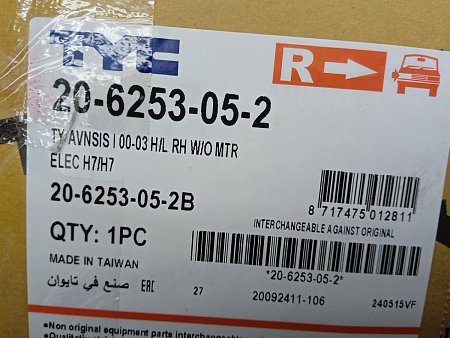 TYC
R
20-6253-05-2
TY AVNSIS I 00-03 H/L RH W/O MTR
ELEC H7/H7
20-6253-05-2B
8 717475 012811
QTY: 1PC
INTERCHANGEABLE AGAINST ORIGINAL
MADE IN TAIWAN
*20-6253-05-2*
صنع في تايوان
EAC
27
20092411-106
240515VF
•Non original equipment parts interchangeable